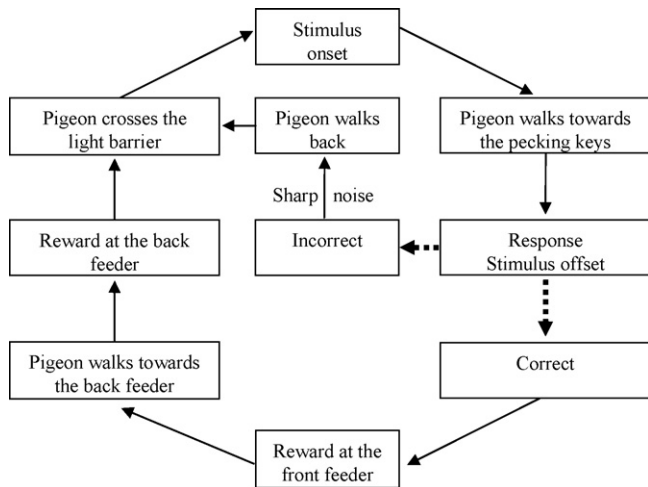 Stimulus
onset
Pigeon crosses the
light barrier
Pigeon walks
back
Pigeon walks towards
the pecking keys
Sharp noise
Reward at the back
feeder
Incorrect
Response
Stimulus offset
Pigeon walks towards
the back feeder
Correct
Reward at the
front feeder